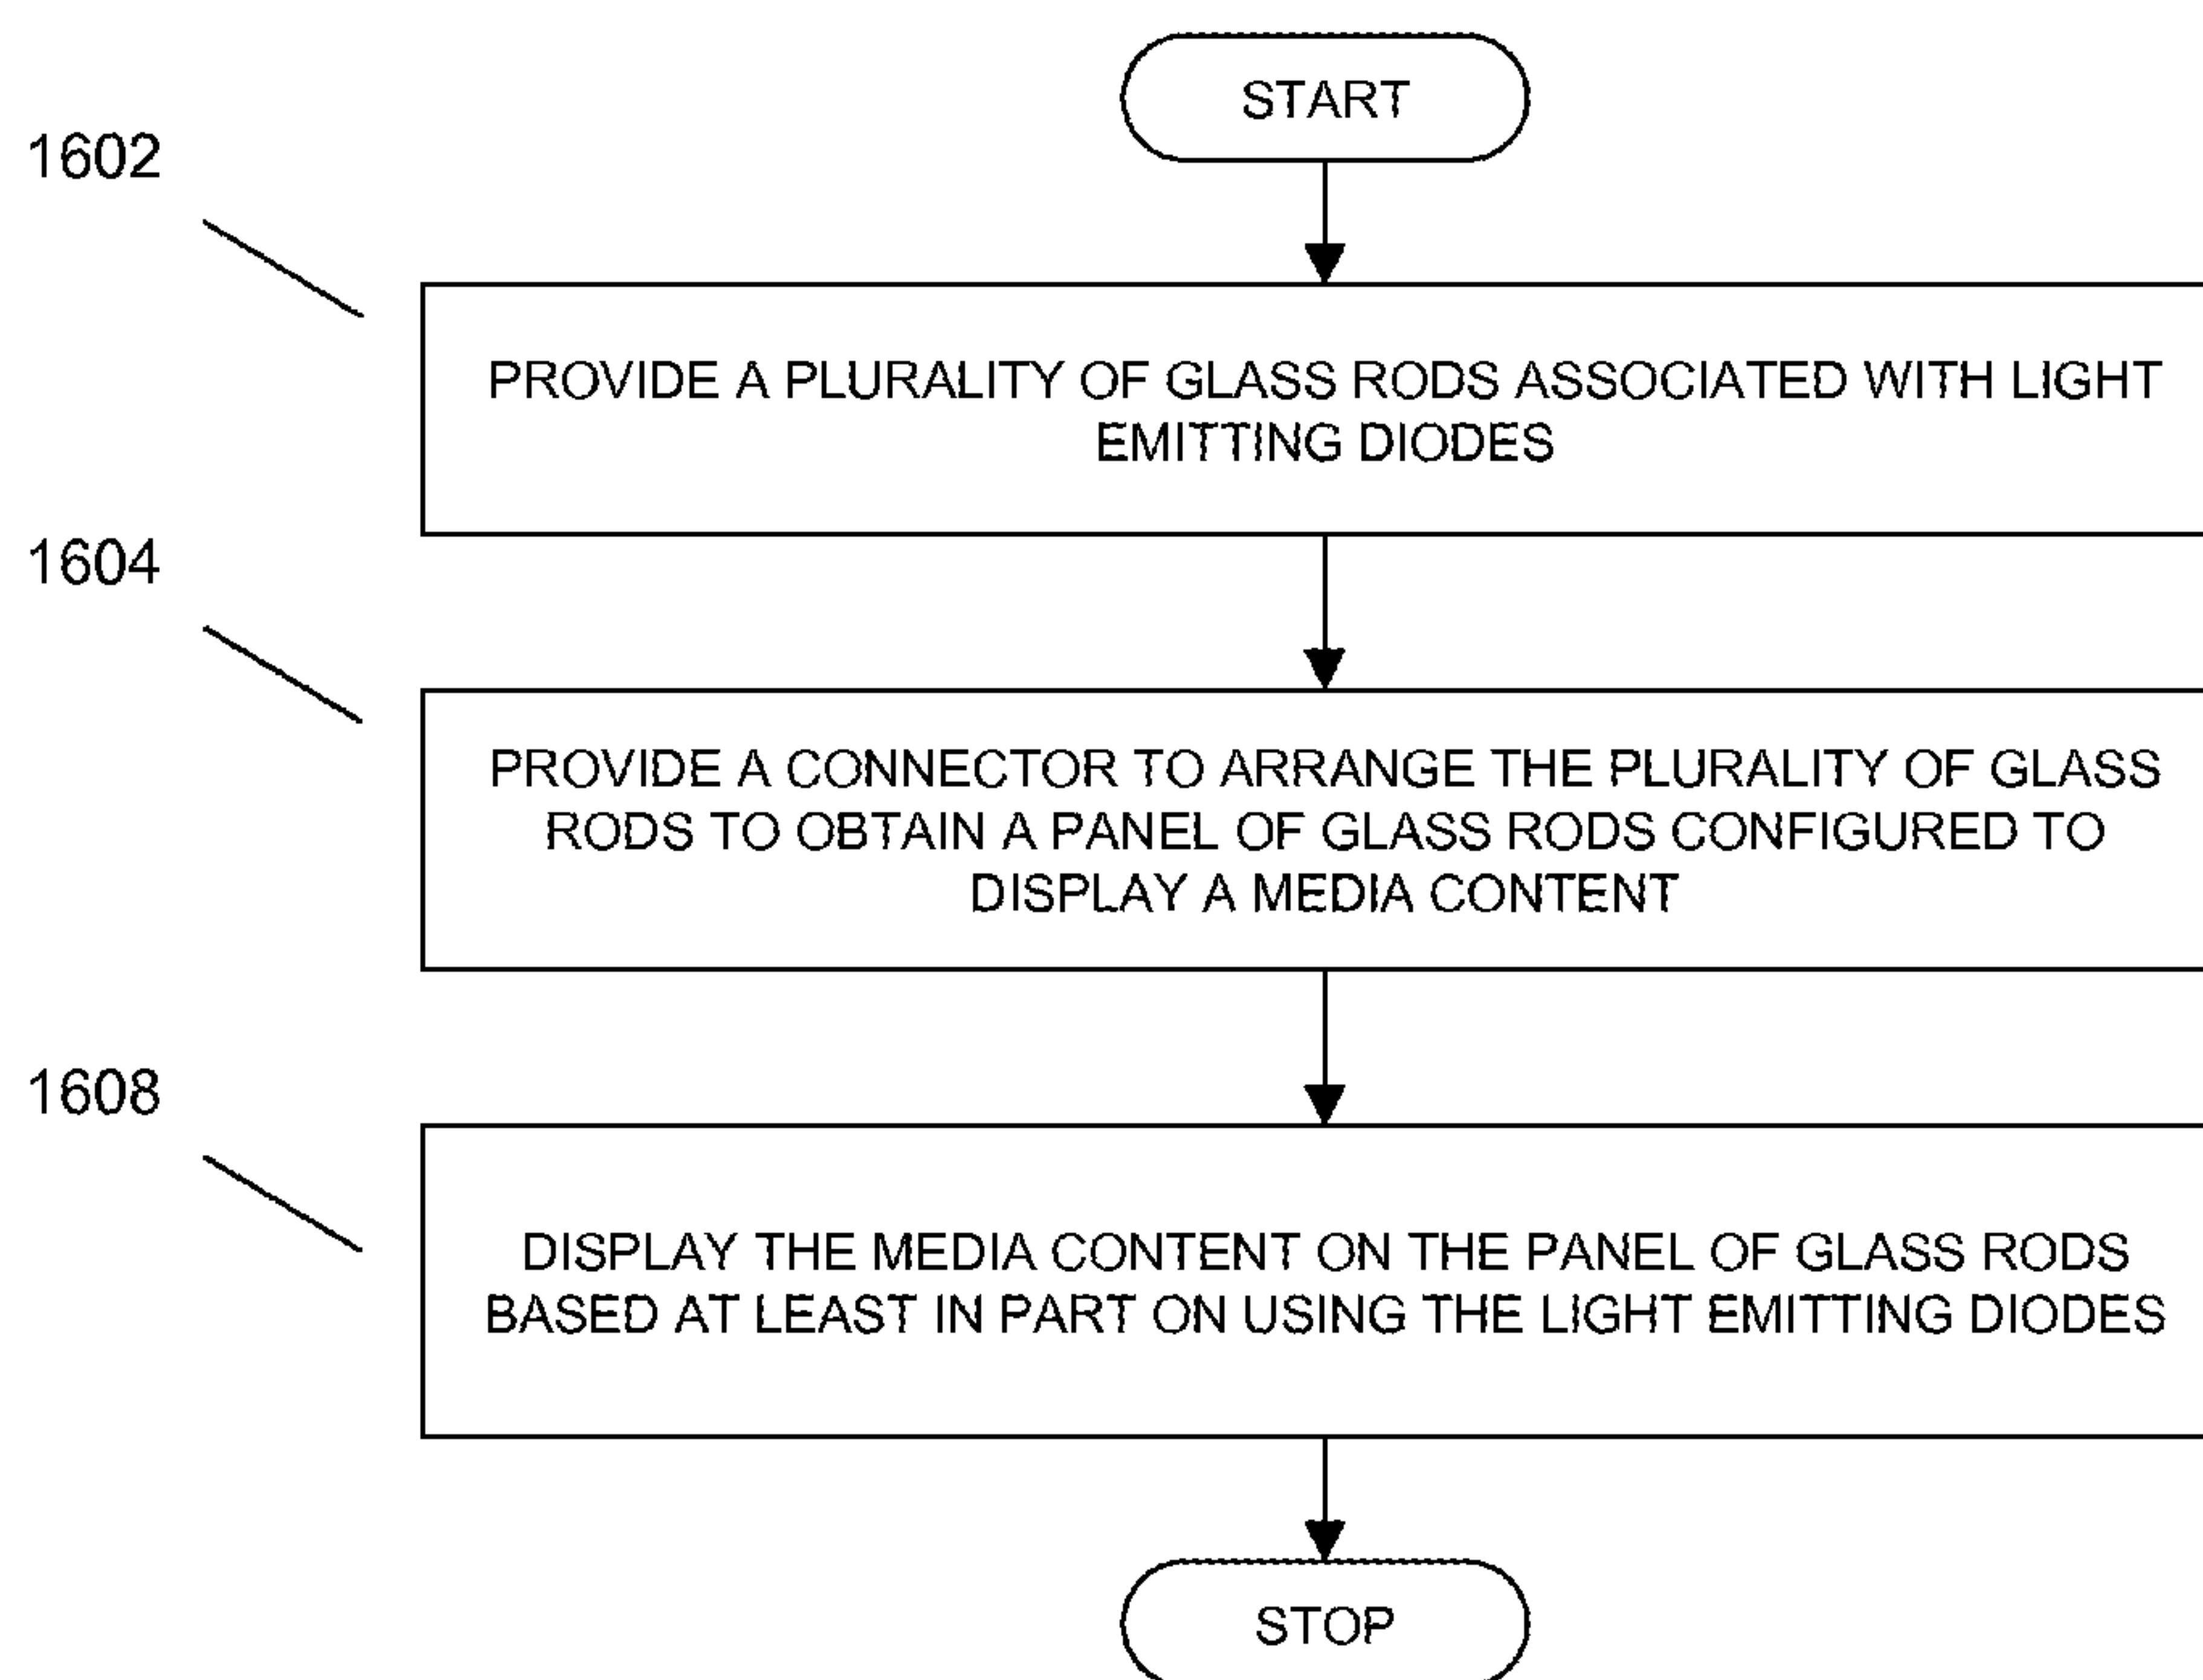 START
1602
PROVIDE A PLURALITY OF GLASS RODS ASSOCIATED WITH LIGHT
EMITTING DIODES
1604
PROVIDE A CONNECTOR TO ARRANGE THE PLURALITY OF GLASS
RODS TO OBTAIN A PANEL OF GLASS RODS CONFIGURED TO
DISPLAY A MEDIA CONTENT
1608
DISPLAY THE MEDIA CONTENT ON THE PANEL OF GLASS RODS
BASED AT LEAST IN PART ON USING THE LIGHT EMITTING DIODES
STOP